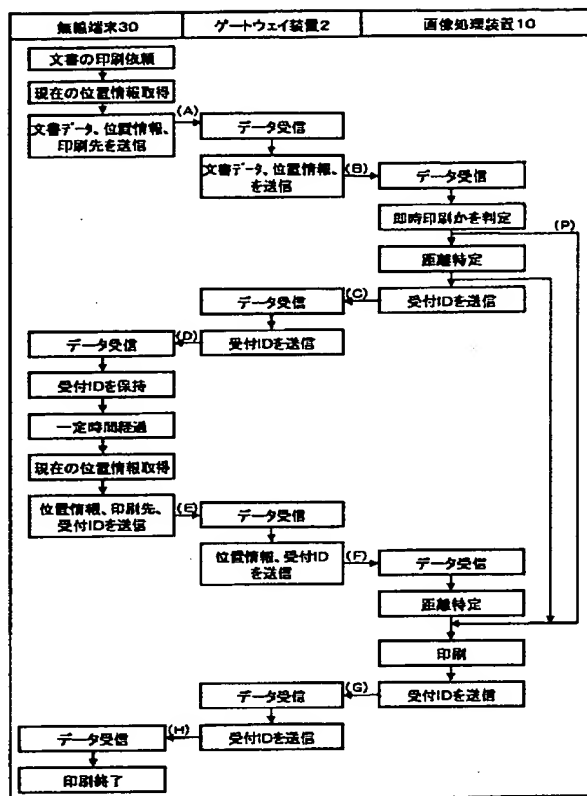 無線端末30
ゲートウェイ装置2
画像処理装置10
文書の印刷依頼
現在の位置情報取得
文書データ、位置情報、
印刷先を送信
(A)
データ受信
文書データ、位置情報、
を送信
(B)
データ受信
即時印刷かを判定
(P)
距離特定
受付IDを送信
(C)
データ受信
受付IDを送信
(D)
データ受信
受付IDを保持
一定時間経過
現在の位置情報取得
位置情報、印刷先、
受付IDを送信
(E)
データ受信
位置情報、受付ID
を送信
(F)
データ受信
距離特定
印刷
受付IDを送信
(G)
データ受信
受付IDを送信
(H)
データ受信
印刷終了